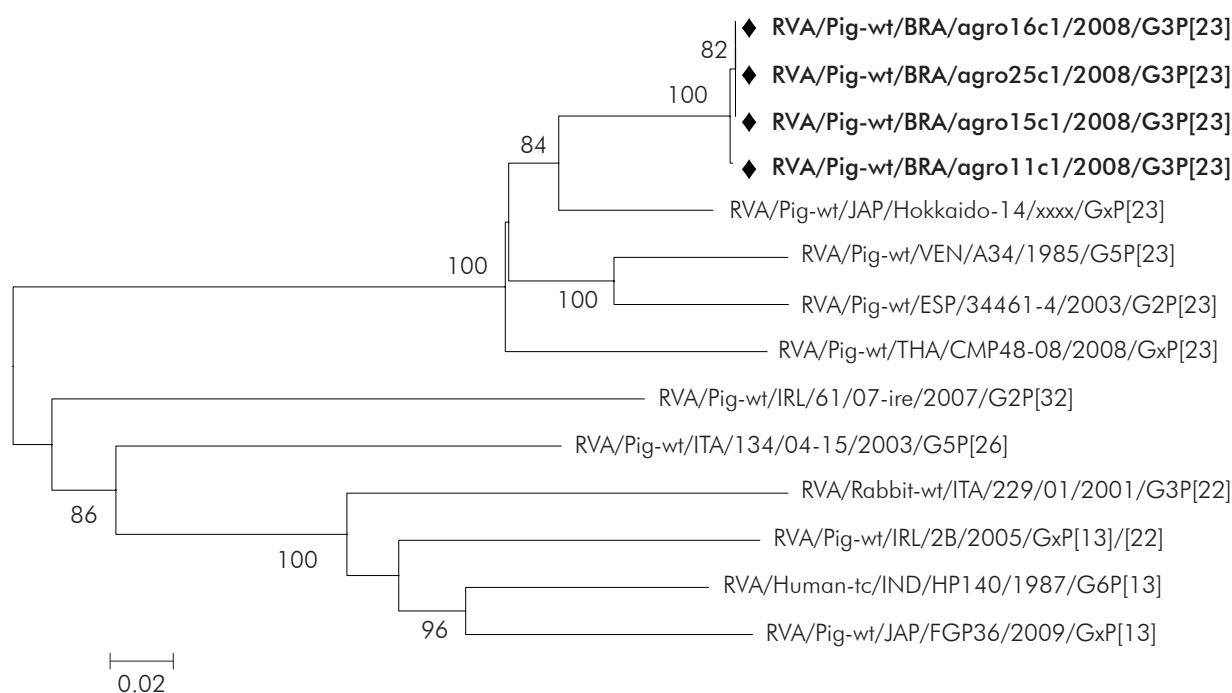 82
◆ RVA/Pig-wt/BRA/agro16c1/2008/G3P[23]
◆ RVA/Pig-wt/BRA/agro25c1/2008/G3P[23]
100
◆ RVA/Pig-wt/BRA/agro15c1/2008/G3P[23]
84
◆ RVA/Pig-wt/BRA/agro11c1/2008/G3P[23]
RVA/Pig-wt/JAP/Hokkaido-14/xxxx/GxP[23]
RVA/Pig-wt/VEN/A34/1985/G5P[23]
100
100
RVA/Pig-wt/ESP/34461-4/2003/G2P[23]
RVA/Pig-wt/THA/CMP48-08/2008/GxP[23]
RVA/Pig-wt/IRL/61/07-ire/2007/G2P[32]
RVA/Pig-wt/ITA/134/04-15/2003/G5P[26]
RVA/Rabbit-wt/ITA/229/01/2001/G3P[22]
86
RVA/Pig-wt/IRL/2B/2005/GxP[13]/[22]
100
RVA/Human-tc/IND/HP140/1987/G6P[13]
96
RVA/Pig-wt/JAP/FGP36/2009/GxP[13]
0.02